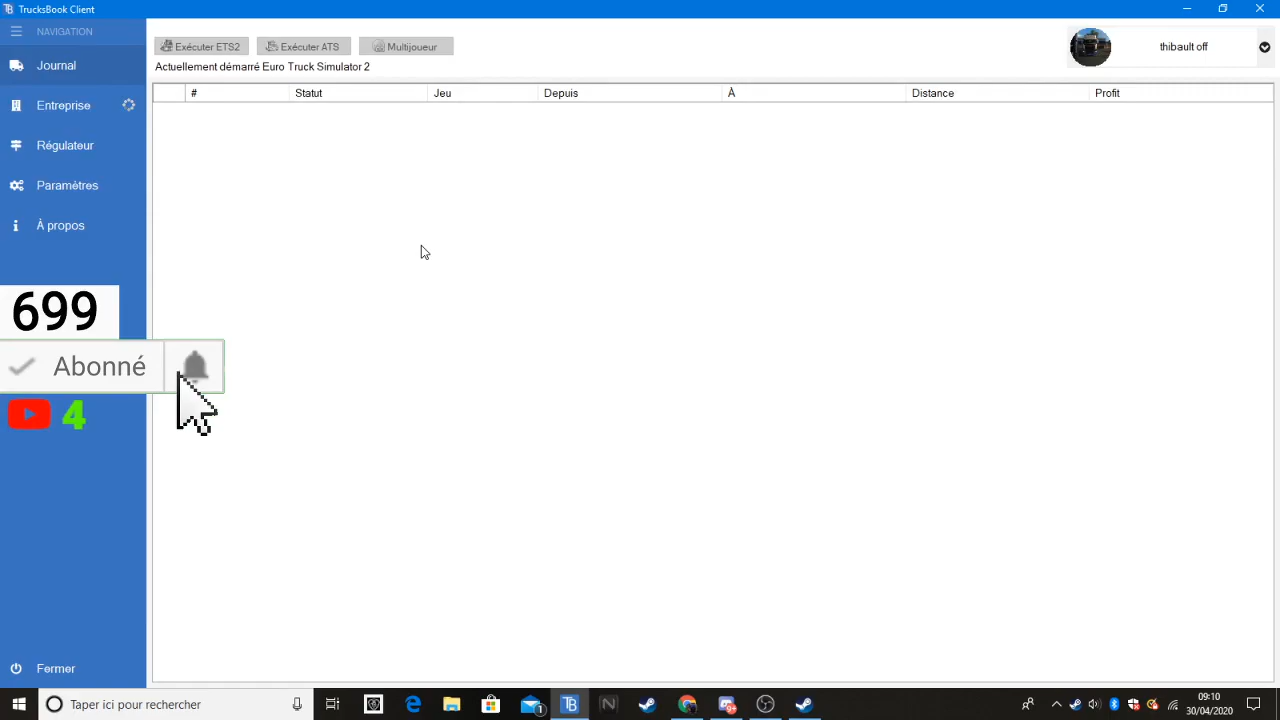 TrucksBook Client
NAVIGATION
Journal
Entreprise
Régulateur
Paramètres
À propos
Fermer
Exécuter ETS2
Exécuter ATS
Multijoueur
Actuellement démarré Euro Truck Simulator 2
thibault off
# Statut Jeu Depuis À Distance Profit
699
Abonné
4
Taper ici pour rechercher
1
09:10
30/04/2020